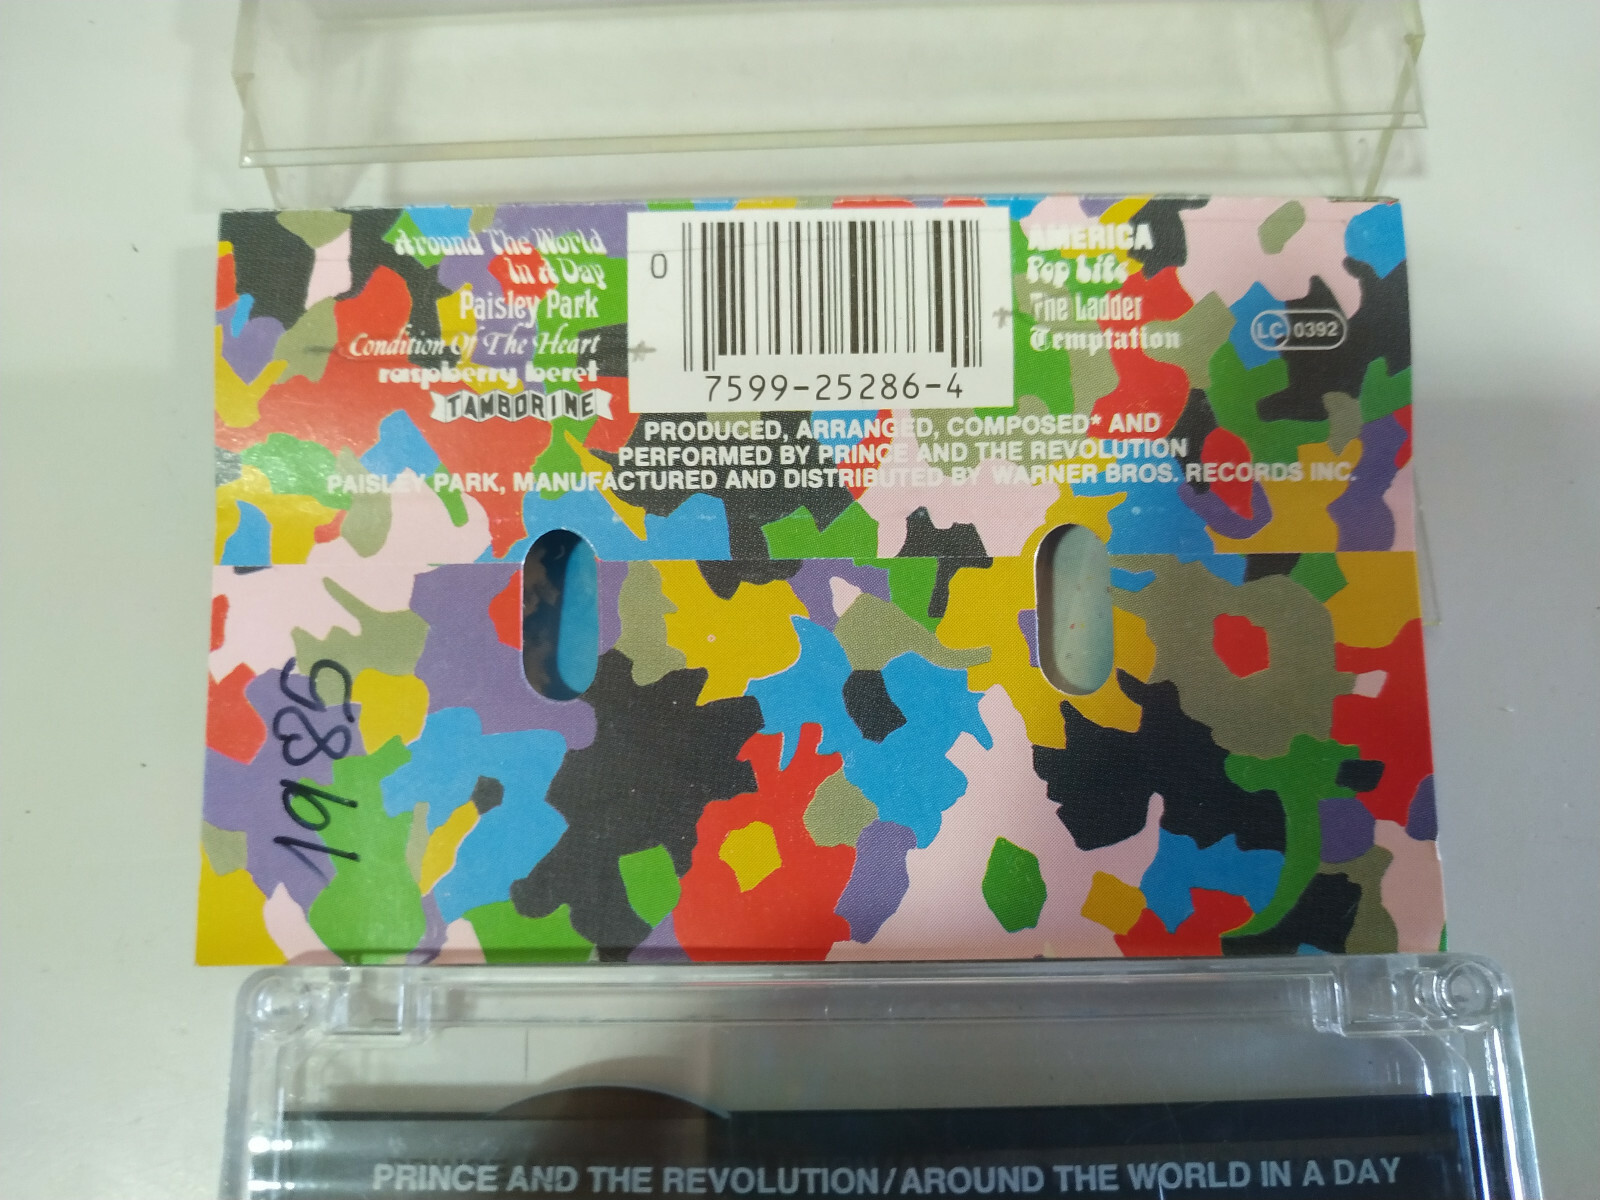 Around The World
In A Day
Paisley Park
Condition Of The Heart
raspberry beret
TAMBORINE
0
7599-25286-4
AMERICA
Pop Life
The Ladder
Temptation
LC 0392
PRODUCED, ARRANGED, COMPOSED* AND
PERFORMED BY PRINCE AND THE REVOLUTION
PAISLEY PARK, MANUFACTURED AND DISTRIBUTED BY WARNER BROS. RECORDS INC.
1985
PRINCE AND THE REVOLUTION/AROUND THE WORLD IN A DAY